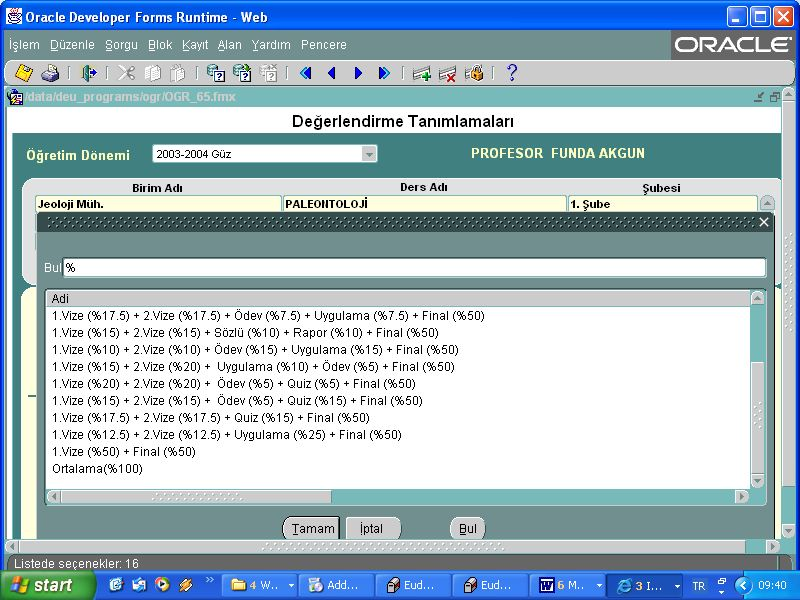 Oracle Developer Forms Runtime - Web
İşlem Düzenle Sorgu Blok Kayıt Alan Yardım Pencere
ORACLE
/data/deu_programs/ogr/OGR_65.fmx
Değerlendirme Tanımlamaları
Öğretim Dönemi 2003-2004 Güz PROFESOR FUNDA AKGUN
Birim Adı Ders Adı Şubesi
Jeoloji Müh. PALEONTOLOJİ 1. Şube
Bul %
Adi
1.Vize (%17.5) + 2.Vize (%17.5) + Ödev (%7.5) + Uygulama (%7.5) + Final (%50)
1.Vize (%15) + 2.Vize (%15) + Sözlü (%10) + Rapor (%10) + Final (%50)
1.Vize (%10) + 2.Vize (%10) + Ödev (%15) + Uygulama (%15) + Final (%50)
1.Vize (%15) + 2.Vize (%20) + Uygulama (%10) + Ödev (%5) + Final (%50)
1.Vize (%20) + 2.Vize (%20) + Ödev (%5) + Quiz (%5) + Final (%50)
1.Vize (%15) + 2.Vize (%15) + Ödev (%5) + Quiz (%15) + Final (%50)
1.Vize (%17.5) + 2.Vize (%17.5) + Quiz (%15) + Final (%50)
1.Vize (%12.5) + 2.Vize (%12.5) + Uygulama (%25) + Final (%50)
1.Vize (%50) + Final (%50)
Ortalama(%100)
Tamam İptal Bul
Listede seçenekler: 16
start 4 W... Add... Eud... Eud... 6 M... 3 I... TR 09:40